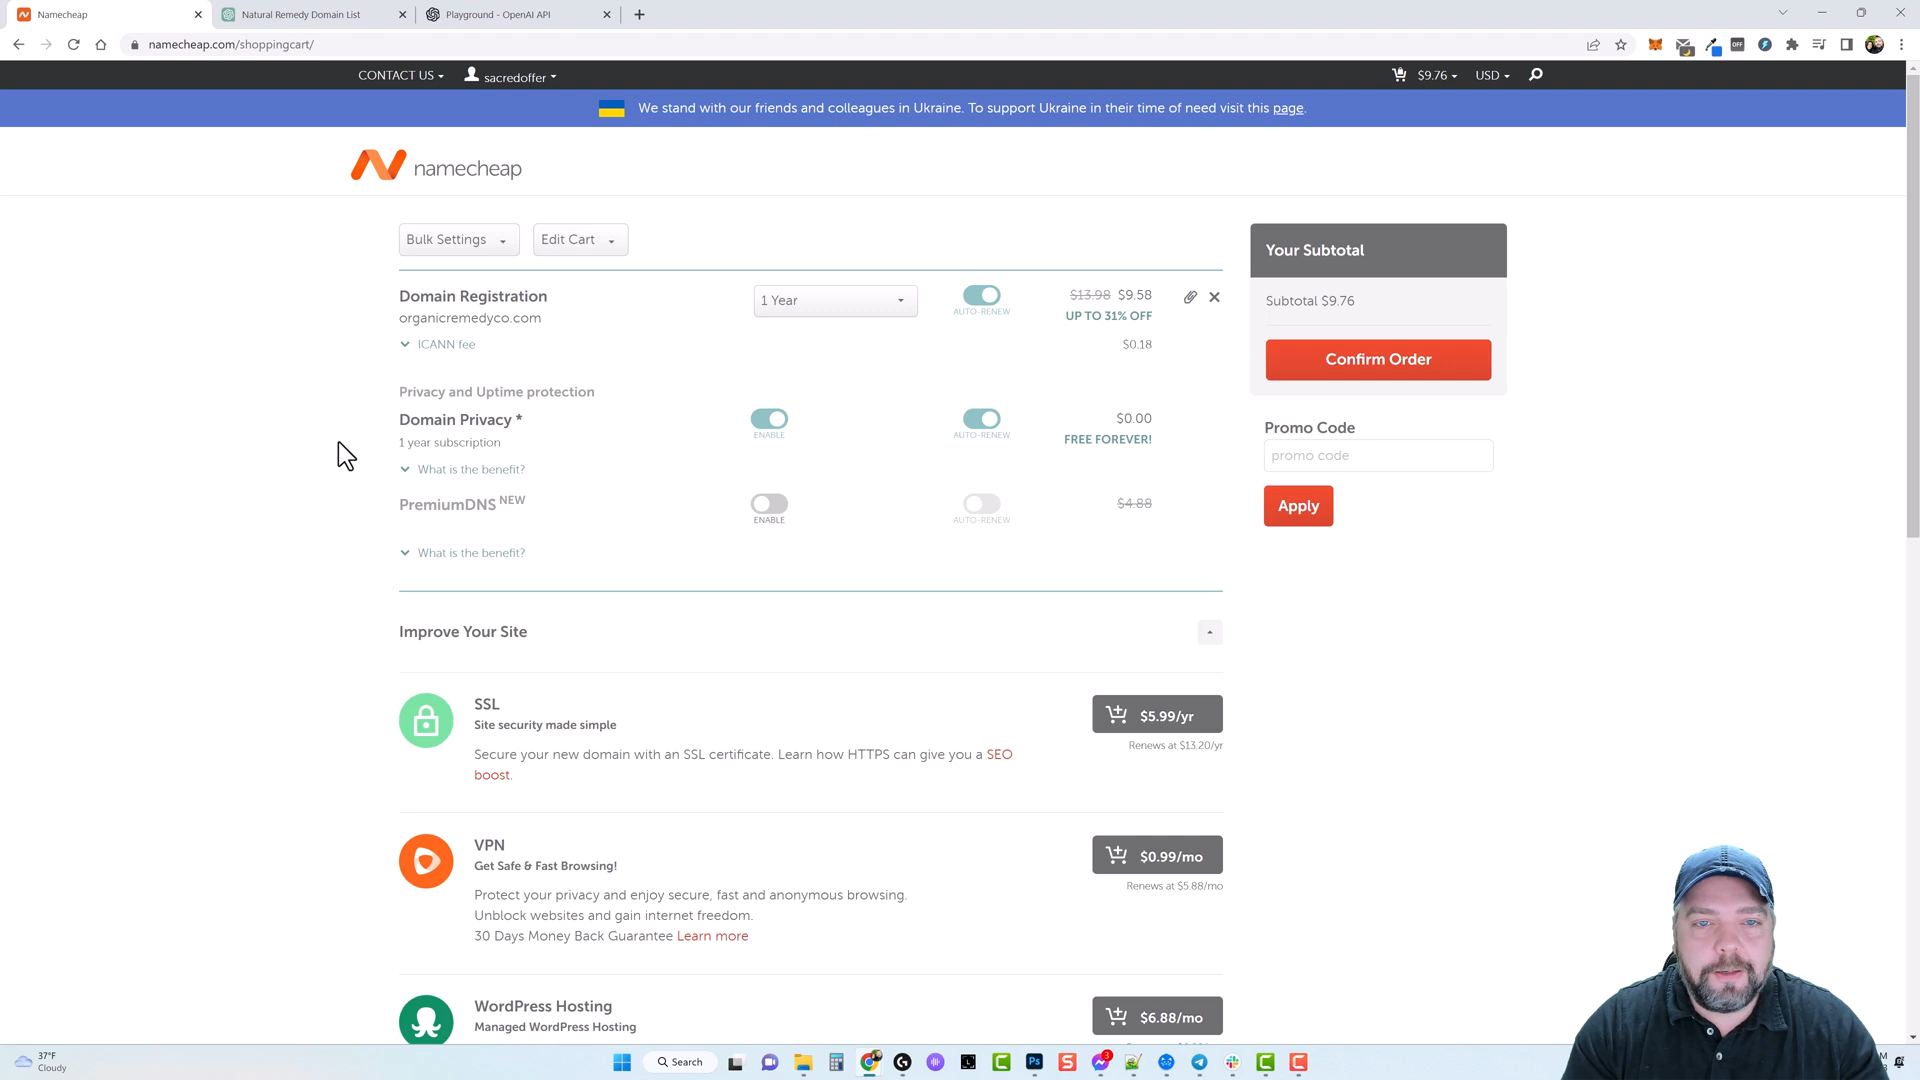 Namecheap
Natural Remedy Domain List
Playground - OpenAI API
namecheap.com/shoppingcart/
OFF
CONTACT US
sacredoffer
$9.76
USD
We stand with our friends and colleagues in Ukraine. To support Ukraine in their time of need visit this page.
namecheap
Bulk Settings
Edit Cart
Your Subtotal
Subtotal $9.76
Confirm Order
Promo Code
promo code
Apply
Domain Registration
organicremedyco.com
1 Year
AUTO-RENEW
$13.98 $9.58
UP TO 31% OFF
ICANN fee
$0.18
Privacy and Uptime protection
Domain Privacy *
1 year subscription
ENABLE
AUTO-RENEW
$0.00
FREE FOREVER!
What is the benefit?
PremiumDNS NEW
ENABLE
AUTO-RENEW
$4.88
What is the benefit?
Improve Your Site
SSL
Site security made simple
Secure your new domain with an SSL certificate. Learn how HTTPS can give you a SEO
boost.
$5.99/yr
Renews at $13.20/yr
VPN
Get Safe & Fast Browsing!
Protect your privacy and enjoy secure, fast and anonymous browsing.
Unblock websites and gain internet freedom.
30 Days Money Back Guarantee Learn more
$0.99/mo
Renews at $5.88/mo
WordPress Hosting
Managed WordPress Hosting
$6.88/mo
37°F
Cloudy
Search
Ps
S
3